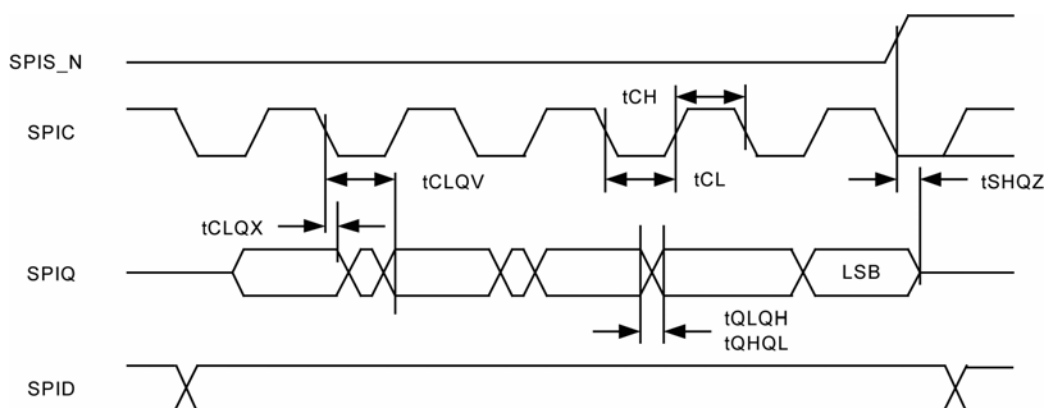 SPIS_N
tCH
SPIC
tCLQV
tCL
tSHQZ
tCLQX
SPIQ
LSB
tQLQH
tQHQL
SPID